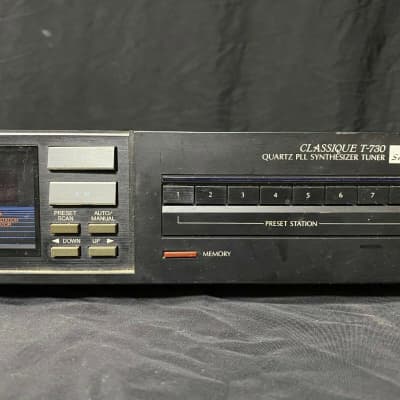 CLASSIQUE T-730
QUARTZ PLL SYNTHESIZER TUNER
1 2 3 4 5 6 7
PRESET STATION
PRESET SCAN
AUTO/ MANUAL
DOWN UP
MEMORY